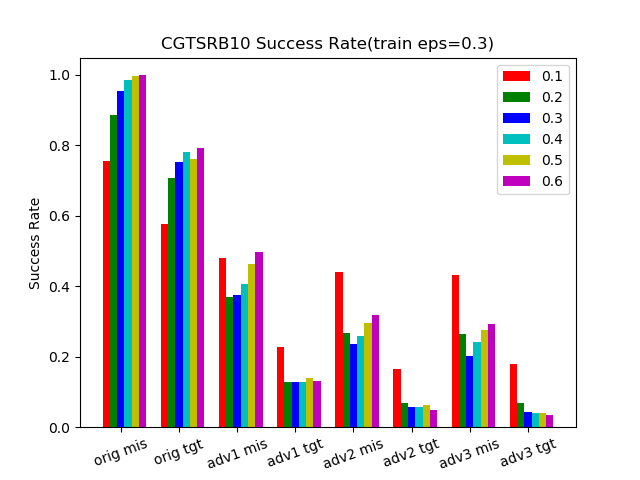 CGTSRB10 Success Rate(train eps=0.3)
1.0
0.8
0.6
0.4
0.2
0.0
Success Rate
0.1
0.2
0.3
0.4
0.5
0.6
orig mis
orig tgt
adv1 mis
adv1 tgt
adv2 mis
adv2 tgt
adv3 mis
adv3 tgt